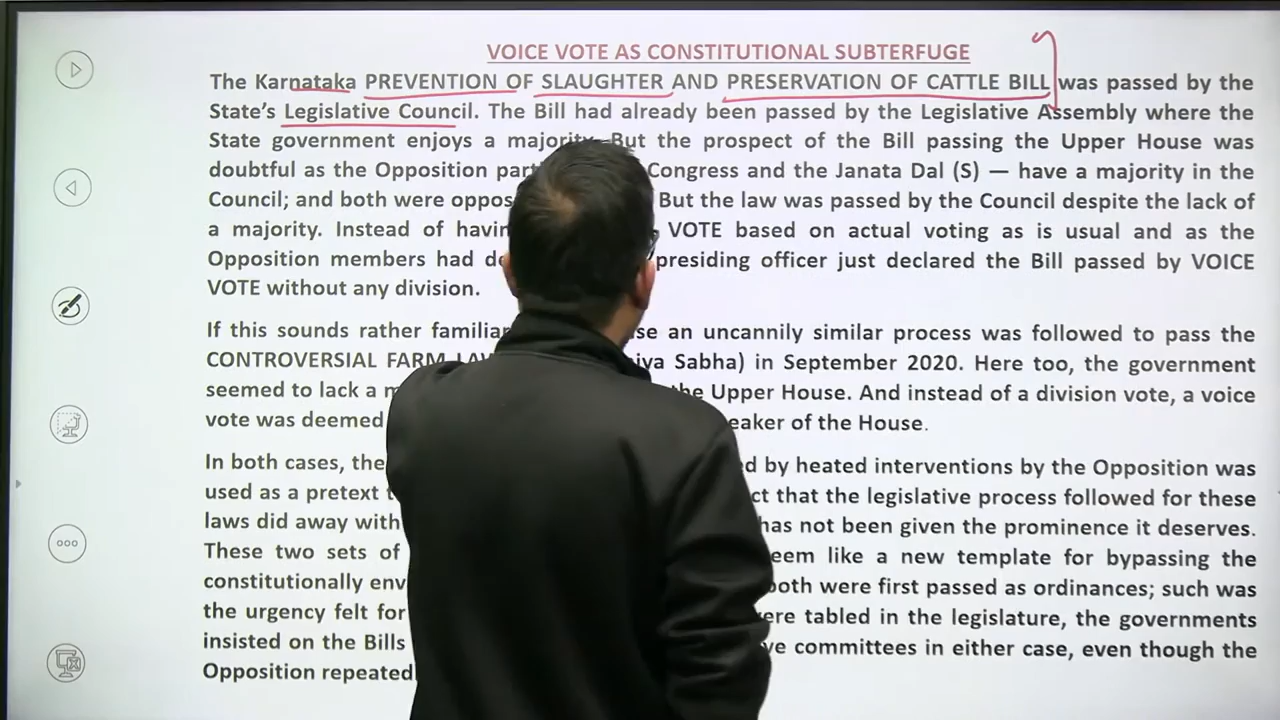 VOICE VOTE AS CONSTITUTIONAL SUBTERFUGE
The Karnataka PREVENTION OF SLAUGHTER AND PRESERVATION OF CATTLE BILL was passed by the
State's Legislative Council. The Bill had already been passed by the Legislative Assembly where the
State government enjoys a majority. But the prospect of the Bill passing the Upper House was
doubtful as the Opposition Congress and the Janata Dal (S) — have a majority in the
Council; and both were But the law was passed by the Council despite the lack of
a majority. Instead of VOTE based on actual voting as is usual and as the
Opposition members had presiding officer just declared the Bill passed by VOICE
VOTE without any division.
If this sounds rather an uncannily similar process was followed to pass the
CONTROVERSIAL FARM Sabha) in September 2020. Here too, the government
seemed to lack a the Upper House. And instead of a division vote, a voice
vote was deemed of the House.
In both cases, the by heated interventions by the Opposition was
used as a pretext that the legislative process followed for these
laws did away with has not been given the prominence it deserves.
These two sets of like a new template for bypassing the
constitutionally both were first passed as ordinances; such was
the urgency felt for tabled in the legislature, the governments
insisted on the Bills committees in either case, even though the
Opposition